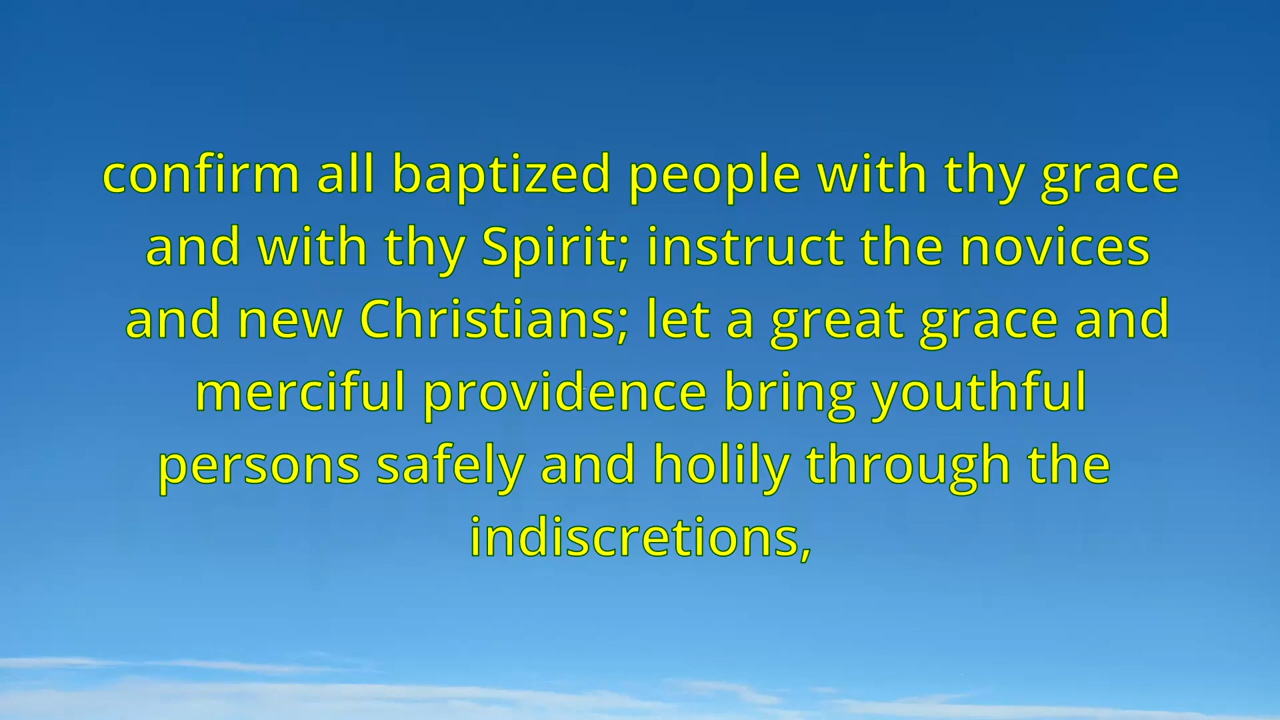 confirm all baptized people with thy grace
and with thy Spirit; instruct the novices
and new Christians; let a great grace and
merciful providence bring youthful
persons safely and holily through the
indiscretions,